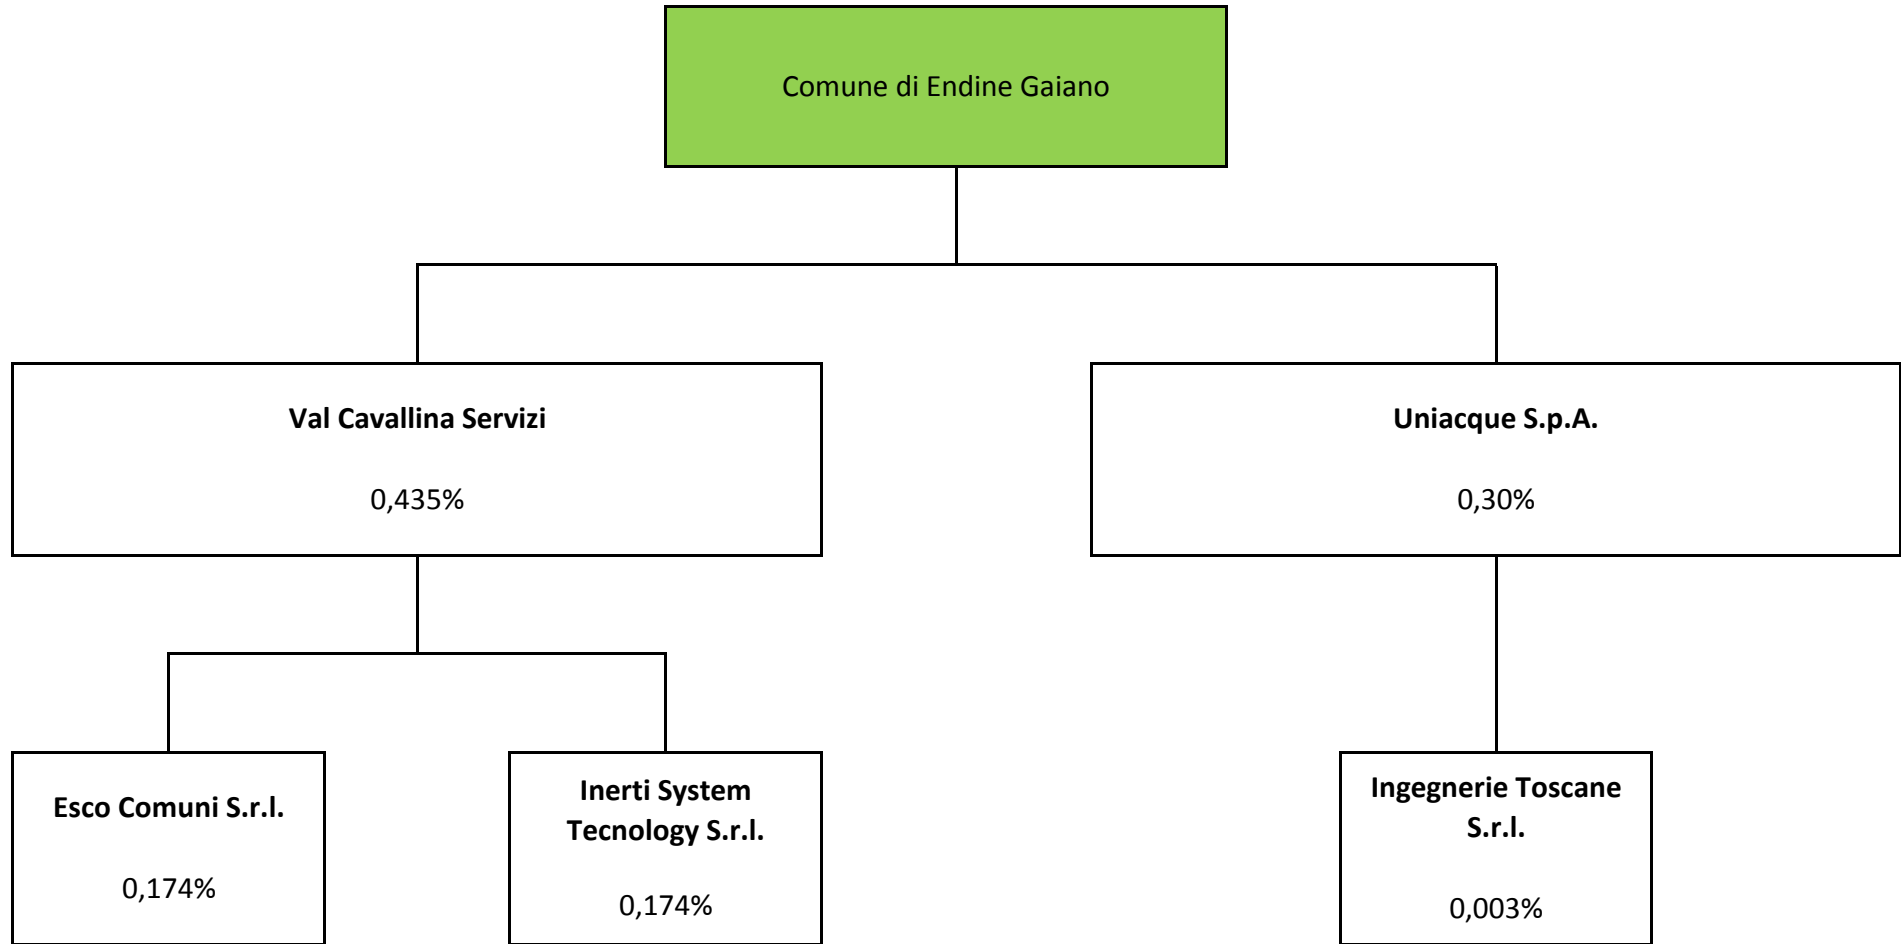 Comune di Endine Gaiano
Val Cavallina Servizi
0,435%
Uniacque S.p.A.
0,30%
Esco Comuni S.r.l.
0,174%
Inerti System
Tecnology S.r.l.
0,174%
Ingegnerie Toscane
S.r.l.
0,003%